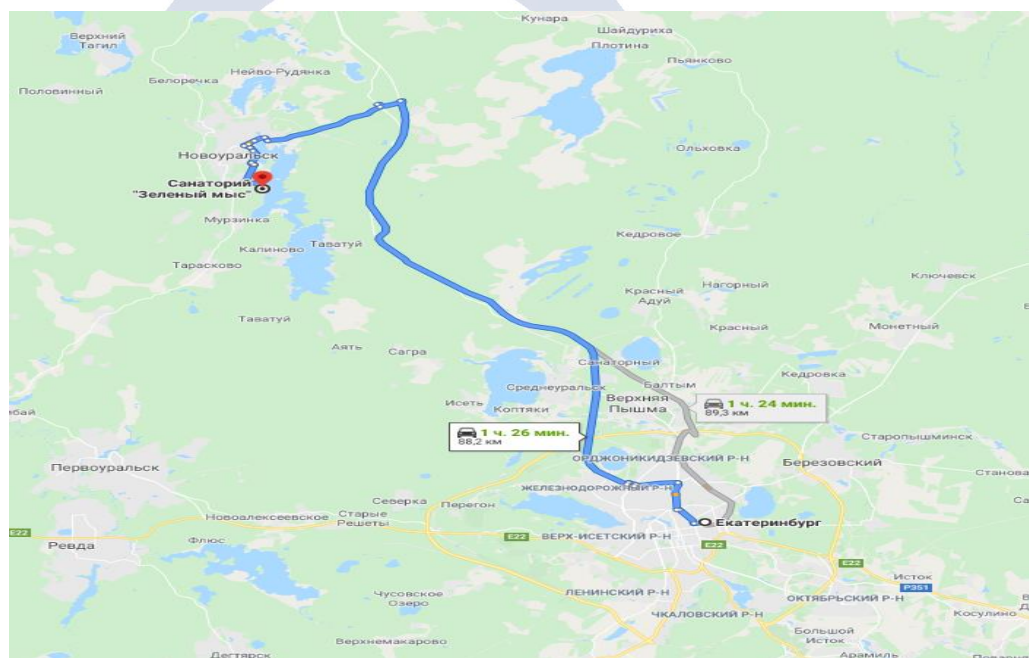 Кунара
Шайдуриха
Верхний
Тагил
Плотина
Пьянково
Нейво-Рудянка
Белоречка
Половинный
Ольховка
Новоуральск
Санаторий
"Зеленый мыс"
Мурзинка
Кедровое
Калиново
Таватуй
Тарасково
Ключевск
Нагорный
Красный
Адуй
Таватуй
Красный
Монетный
Аять
Сагра
Санаторный
Кедровка
Среднеуральск
Балтым
Исеть
Коптяки
Верхняя
Пышма
1 ч. 24 мин.
89,3 км
1 ч. 26 мин.
88,2 км
Старопышминск
ОРДЖОНИКИДЗЕВСКИЙ Р-Н
Березовский
Первоуральск
ЖЕЛЕЗНОДОРОЖНЫЙ Р-Н
Северка
Перегон
Новоалексеевское
Старые
Решеты
Екатеринбург
E22
Ревда
Флюс
E22
ВЕРХ-ИСЕТСКИЙ Р-Н
E22
E22
Исток
P351
Чусовское
Озеро
ЛЕНИНСКИЙ Р-Н
ОКТЯБРЬСКИЙ Р-Н
ЧКАЛОВСКИЙ Р-Н
Косулино
Большой
Исток
Верхнемакарово
Дегтярск
Арамиль